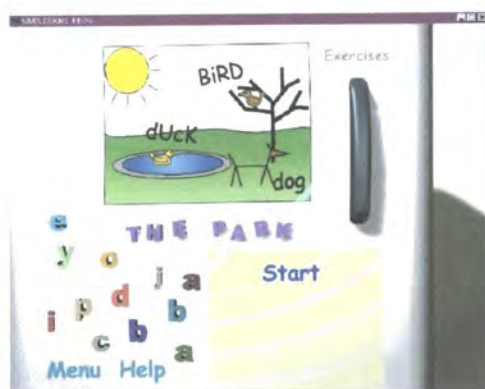 Exercises
BiRD
dUcK
dog
THE PARK
e
y o j a
i p d b
c b a
Start
Menu Help